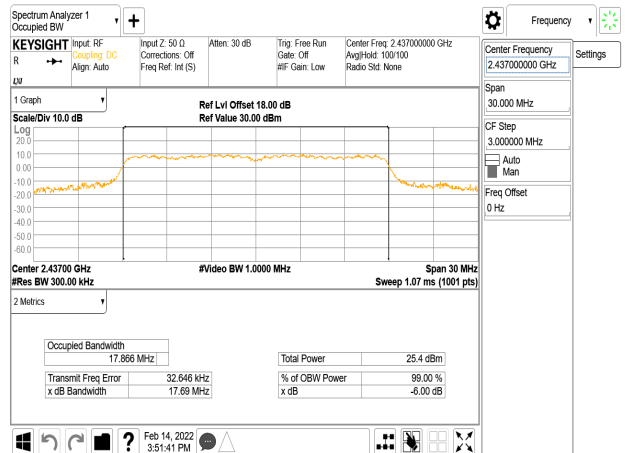 Spectrum Analyzer 1
Occupied BW
Frequency
KEYSIGHT
R
Input: RF
Coupling: DC
Align: Auto
Input Z: 50 Ω
Corrections: Off
Freq Ref: Int (S)
Atten: 30 dB
Trig: Free Run
Gate: Off
#IF Gain: Low
Center Freq: 2.437000000 GHz
Avg|Hold: 100/100
Radio Std: None
Center Frequency
2.437000000 GHz
Settings
Span
30.000 MHz
CF Step
3.000000 MHz
Auto
Man
Freq Offset
0 Hz
1 Graph
Scale/Div 10.0 dB
Ref Lvl Offset 18.00 dB
Ref Value 30.00 dBm
Log
20.0
10.0
0.00
-10.0
-20.0
-30.0
-40.0
-50.0
-60.0
Center 2.43700 GHz
#Video BW 1.0000 MHz
Span 30 MHz
#Res BW 300.00 kHz
Sweep 1.07 ms (1001 pts)
2 Metrics
Occupied Bandwidth
17.866 MHz
Total Power 25.4 dBm
Transmit Freq Error 32.646 kHz
% of OBW Power 99.00 %
x dB Bandwidth 17.69 MHz
x dB -6.00 dB
?
Feb 14, 2022
3:51:41 PM